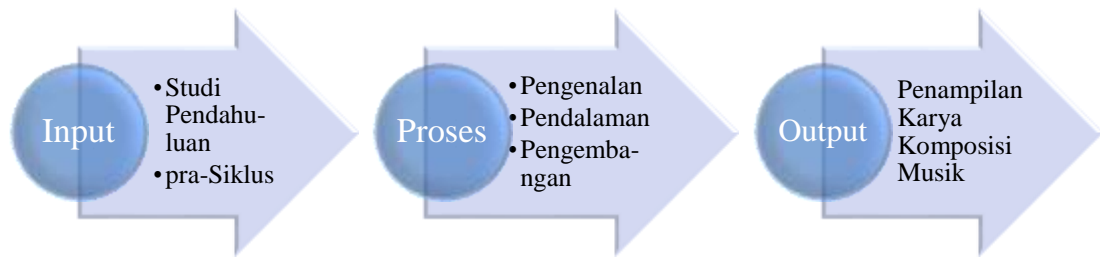 Input
•Studi
Pendahu-
luan
•pra-Siklus
Proses
•Pengenalan
•Pendalaman
•Pengemba-
ngan
Output
Penampilan
Karya
Komposisi
Musik